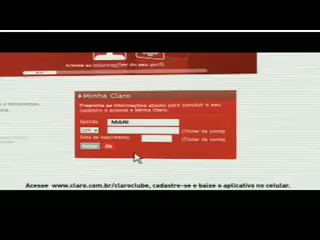 Acesse as informações do seu perfil.
Minha Claro
Preencha as informações abaixo para concluir o seu
cadastro e acesse a Minha Claro.
Apelido MARI
CPF (Titular da conta)
Data de Nascimento (Titular da conta)
Acesse www.claro.com.br/claroclube, cadastre-se e baixe o aplicativo no celular.